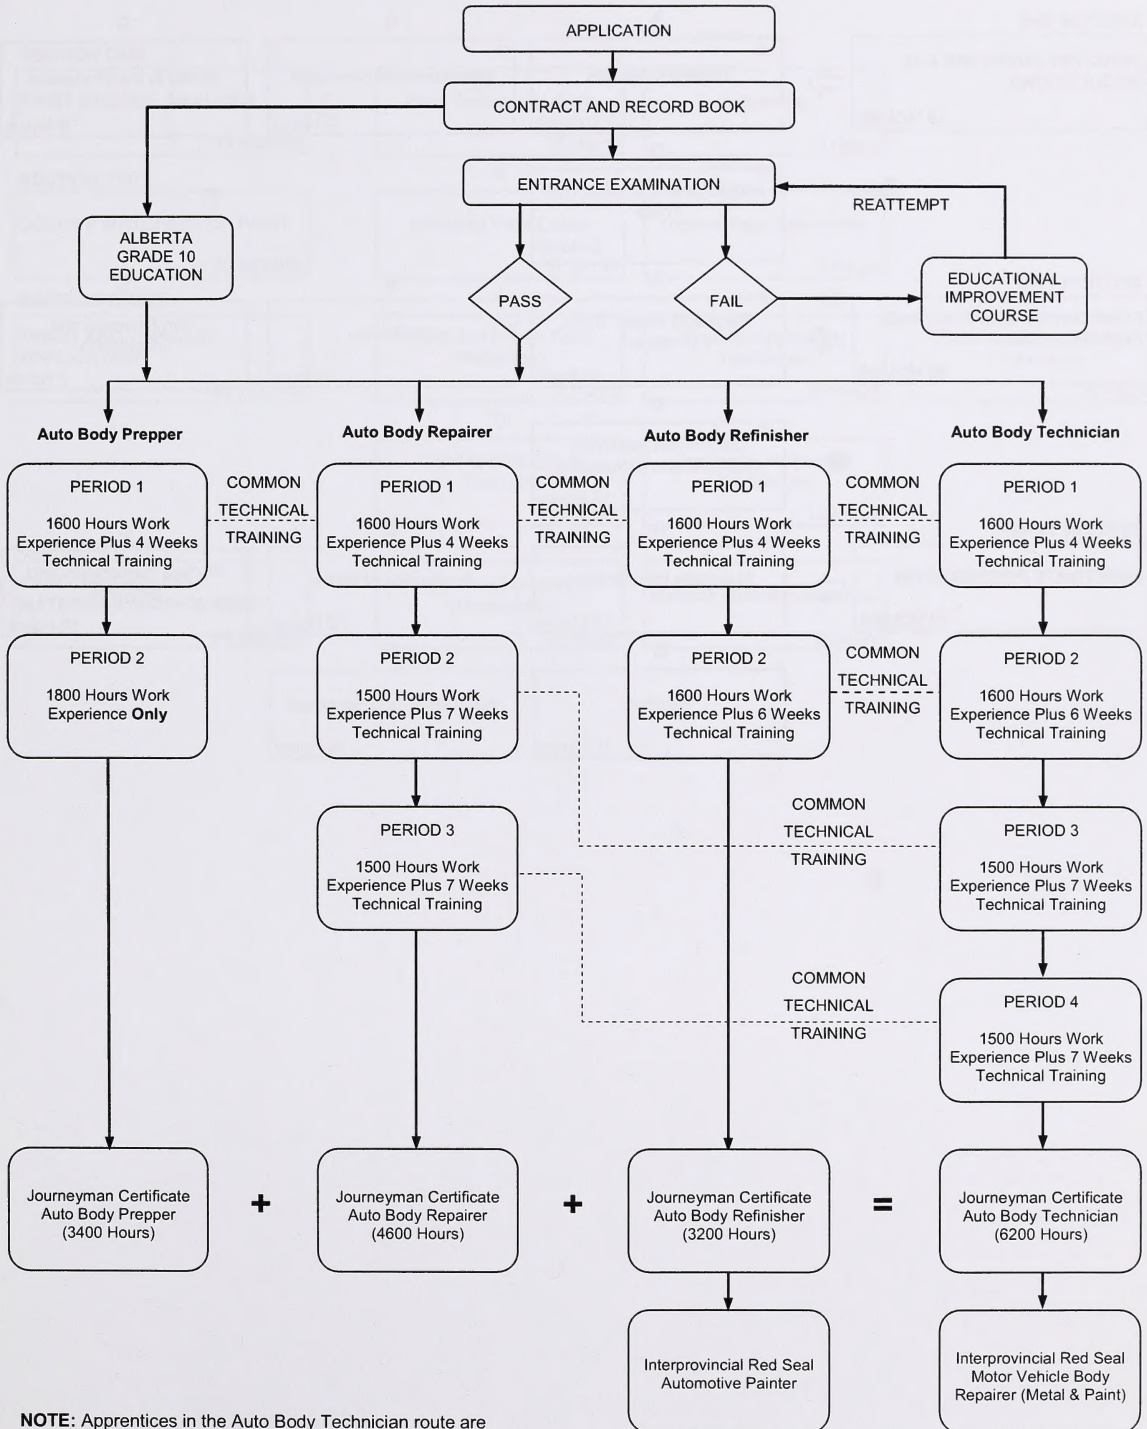 APPLICATION
CONTRACT AND RECORD BOOK
ENTRANCE EXAMINATION
REATTEMPT
ALBERTA
GRADE 10
EDUCATION
PASS
FAIL
EDUCATIONAL
IMPROVEMENT
COURSE
Auto Body Prepper
Auto Body Repairer
Auto Body Refinisher
Auto Body Technician
PERIOD 1
1600 Hours Work
Experience Plus 4 Weeks
Technical Training
COMMON
TECHNICAL
TRAINING
PERIOD 1
1600 Hours Work
Experience Plus 4 Weeks
Technical Training
COMMON
TECHNICAL
TRAINING
PERIOD 1
1600 Hours Work
Experience Plus 4 Weeks
Technical Training
COMMON
TECHNICAL
TRAINING
PERIOD 1
1600 Hours Work
Experience Plus 4 Weeks
Technical Training
PERIOD 2
1800 Hours Work
Experience Only
PERIOD 2
1500 Hours Work
Experience Plus 7 Weeks
Technical Training
PERIOD 2
1600 Hours Work
Experience Plus 6 Weeks
Technical Training
COMMON
TECHNICAL
TRAINING
PERIOD 2
1600 Hours Work
Experience Plus 6 Weeks
Technical Training
PERIOD 3
1500 Hours Work
Experience Plus 7 Weeks
Technical Training
COMMON
TECHNICAL
TRAINING
PERIOD 3
1500 Hours Work
Experience Plus 7 Weeks
Technical Training
COMMON
TECHNICAL
TRAINING
PERIOD 4
1500 Hours Work
Experience Plus 7 Weeks
Technical Training
Journeyman Certificate
Auto Body Prepper
(3400 Hours)
+
Journeyman Certificate
Auto Body Repairer
(4600 Hours)
+
Journeyman Certificate
Auto Body Refinisher
(3200 Hours)
=
Journeyman Certificate
Auto Body Technician
(6200 Hours)
Interprovincial Red Seal
Automotive Painter
Interprovincial Red Seal
Motor Vehicle Body
Repairer (Metal & Paint)
NOTE: Apprentices in the Auto Body Technician route are